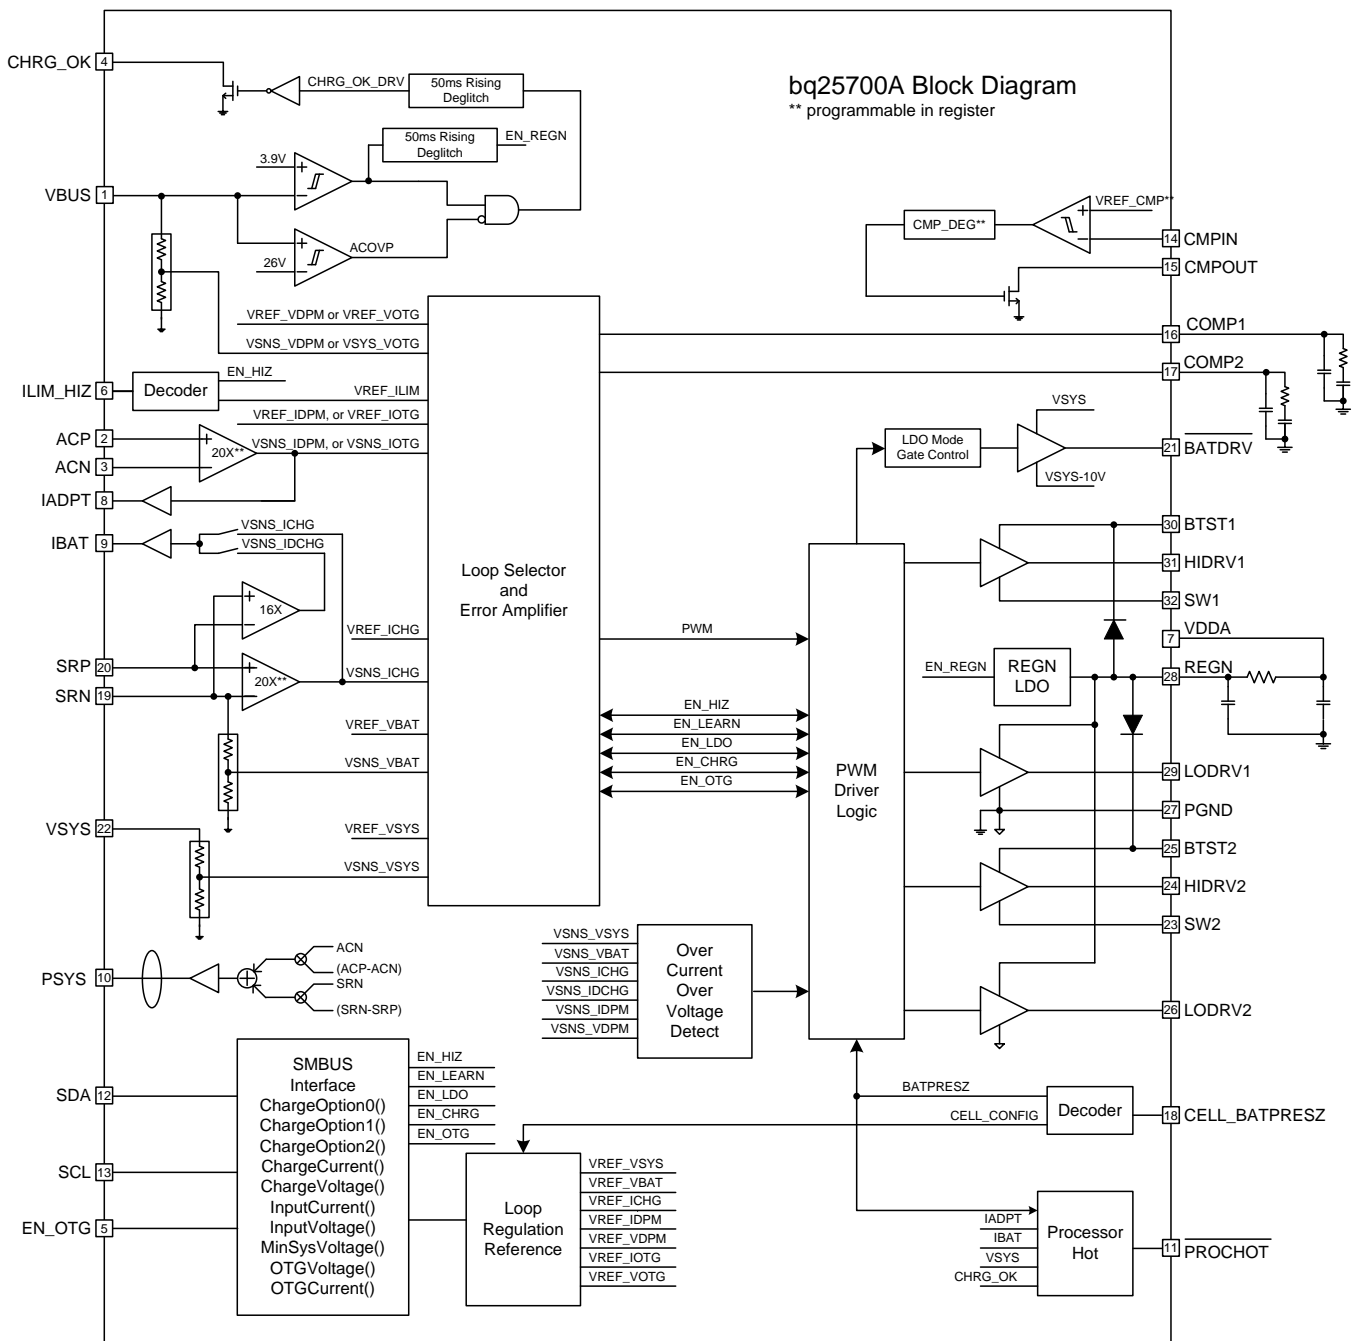 bq25700A Block Diagram
** programmable in register
CHRG_OK
4
CHRG_OK_DRV
50ms Rising
Deglitch
50ms Rising
Deglitch
EN_REGN
3.9V
VBUS
1
ACOVP
26V
VREF_CMP**
CMP_DEG**
14
CMPIN
15
CMPOUT
VREF_VDPM or VREF_VOTG
VSNS_VDPM or VSYS_VOTG
16
COMP1
17
COMP2
ILIM_HIZ
6
Decoder
EN_HIZ
VREF_ILIM
VREF_IDPM, or VREF_IOTG
ACP
2
20X**
VSNS_IDPM, or VSNS_IOTG
ACN
3
IADPT
8
IBAT
9
VSNS_ICHG
VSNS_IDCHG
16X
VREF_ICHG
SRP
20
20X**
VSNS_ICHG
SRN
19
VREF_VBAT
VSNS_VBAT
VSYS
22
VREF_VSYS
VSNS_VSYS
Loop Selector
and
Error Amplifier
PWM
EN_HIZ
EN_LEARN
EN_LDO
EN_CHRG
EN_OTG
LDO Mode
Gate Control
VSYS
VSYS-10V
21
BATDRV
30
BTST1
31
HIDRV1
32
SW1
7
VDDA
EN_REGN
REGN
LDO
28
REGN
PWM
Driver
Logic
29
LODRV1
27
PGND
25
BTST2
24
HIDRV2
23
SW2
26
LODRV2
PSYS
10
ACN
(ACP-ACN)
SRN
(SRN-SRP)
VSNS_VSYS
VSNS_VBAT
VSNS_ICHG
VSNS_IDCHG
VSNS_IDPM
VSNS_VDPM
Over
Current
Over
Voltage
Detect
SDA
12
SCL
13
EN_OTG
5
SMBUS
Interface
ChargeOption0()
ChargeOption1()
ChargeOption2()
ChargeCurrent()
ChargeVoltage()
InputCurrent()
InputVoltage()
MinSysVoltage()
OTGVoltage()
OTGCurrent()
EN_HIZ
EN_LEARN
EN_LDO
EN_CHRG
EN_OTG
BATPRESZ
CELL_CONFIG
Decoder
18
CELL_BATPRESZ
Loop
Regulation
Reference
VREF_VSYS
VREF_VBAT
VREF_ICHG
VREF_IDPM
VREF_VDPM
VREF_IOTG
VREF_VOTG
IADPT
IBAT
VSYS
CHRG_OK
Processor
Hot
11
PROCHOT